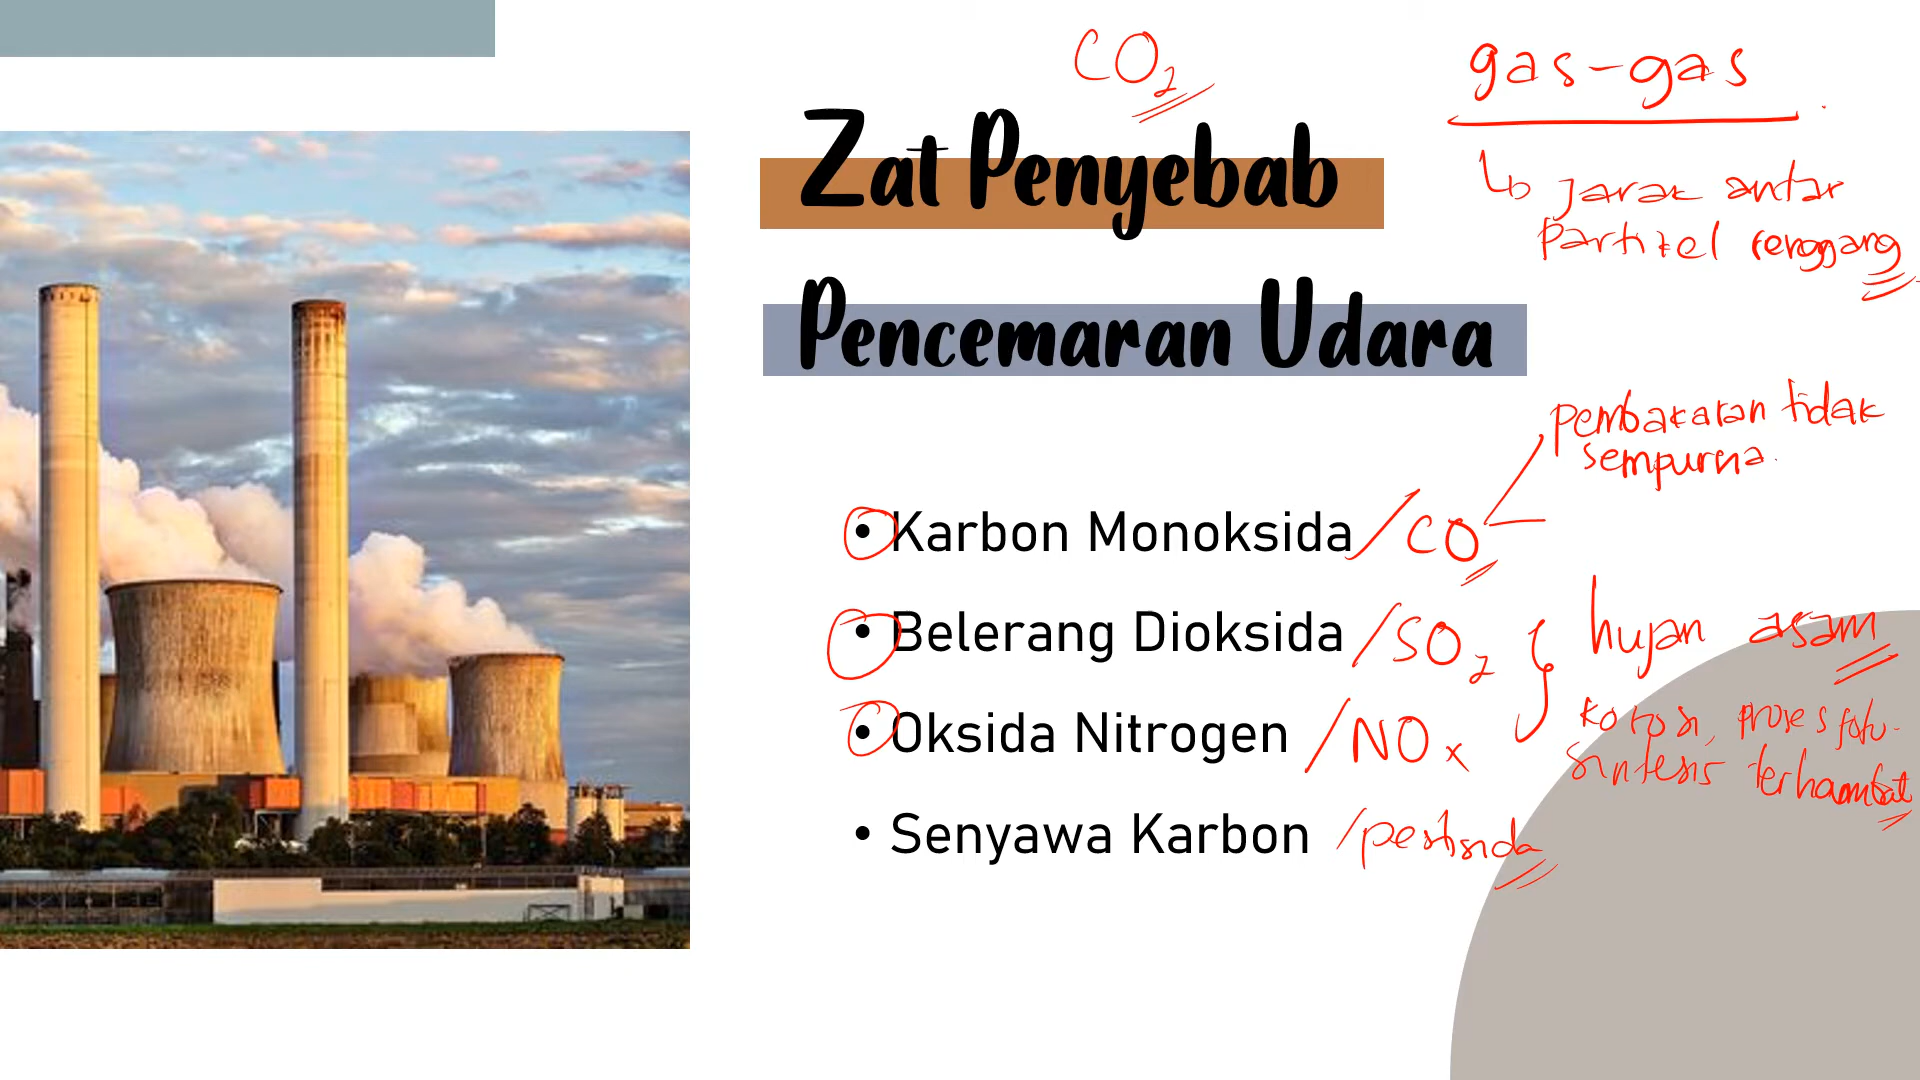 CO2
gas-gas
Zat Penyebab
↳ jarak antar
partikel renggang
Pencemaran Udara
pembakaran tidak
sempurna.
• Karbon Monoksida /CO
• Belerang Dioksida /SO2 } hujan asam
• Oksida Nitrogen /NOx
korosi, proses foto-
sintesis terhambat
• Senyawa Karbon /pestisida